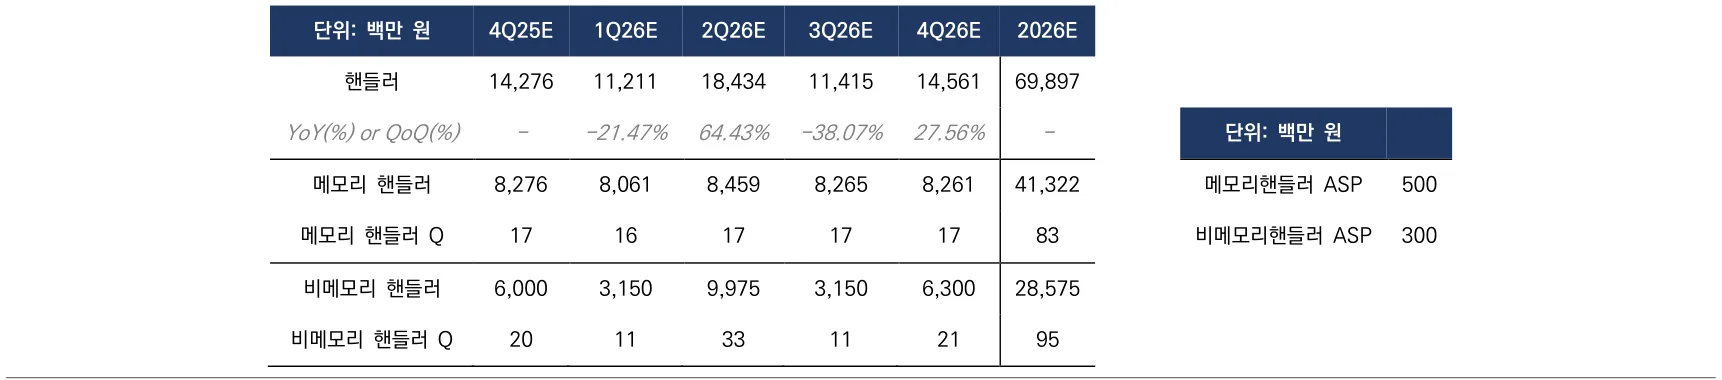 단위: 백만 원 4Q25E 1Q26E 2Q26E 3Q26E 4Q26E 2026E
핸들러 14,276 11,211 18,434 11,415 14,561 69,897
YoY(%) or QoQ(%) - -21.47% 64.43% -38.07% 27.56% -
메모리 핸들러 8,276 8,061 8,459 8,265 8,261 41,322
메모리 핸들러 Q 17 16 17 17 17 83
비메모리 핸들러 6,000 3,150 9,975 3,150 6,300 28,575
비메모리 핸들러 Q 20 11 33 11 21 95
단위: 백만 원
메모리핸들러 ASP 500
비메모리핸들러 ASP 300